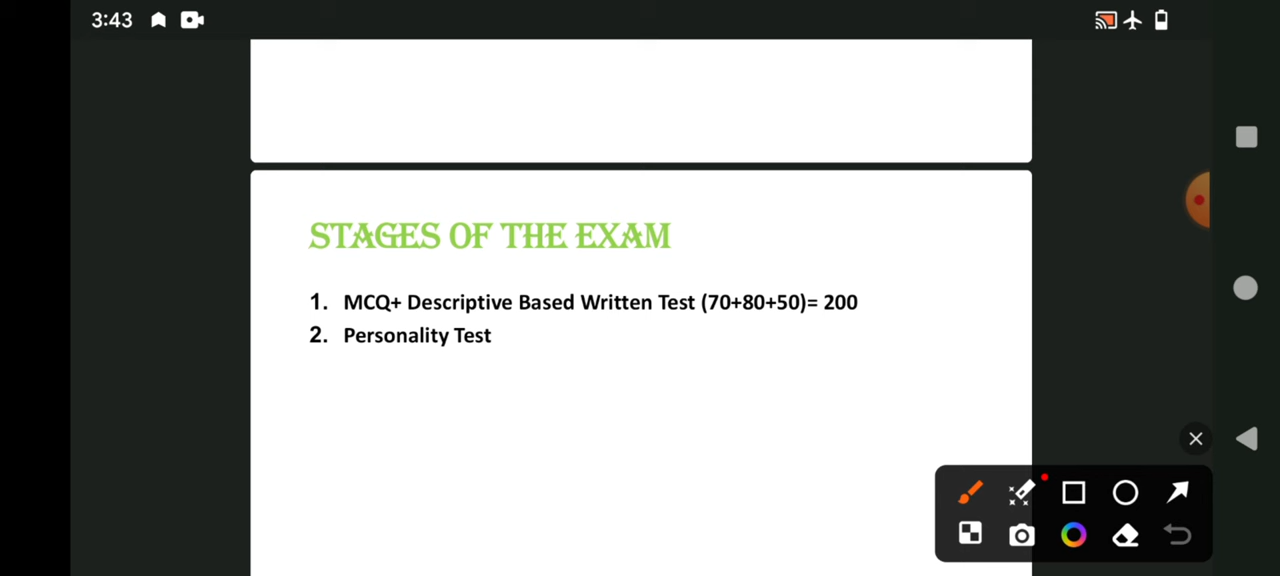 3:43
STAGES OF THE EXAM
1. MCQ+ Descriptive Based Written Test (70+80+50)= 200
2. Personality Test